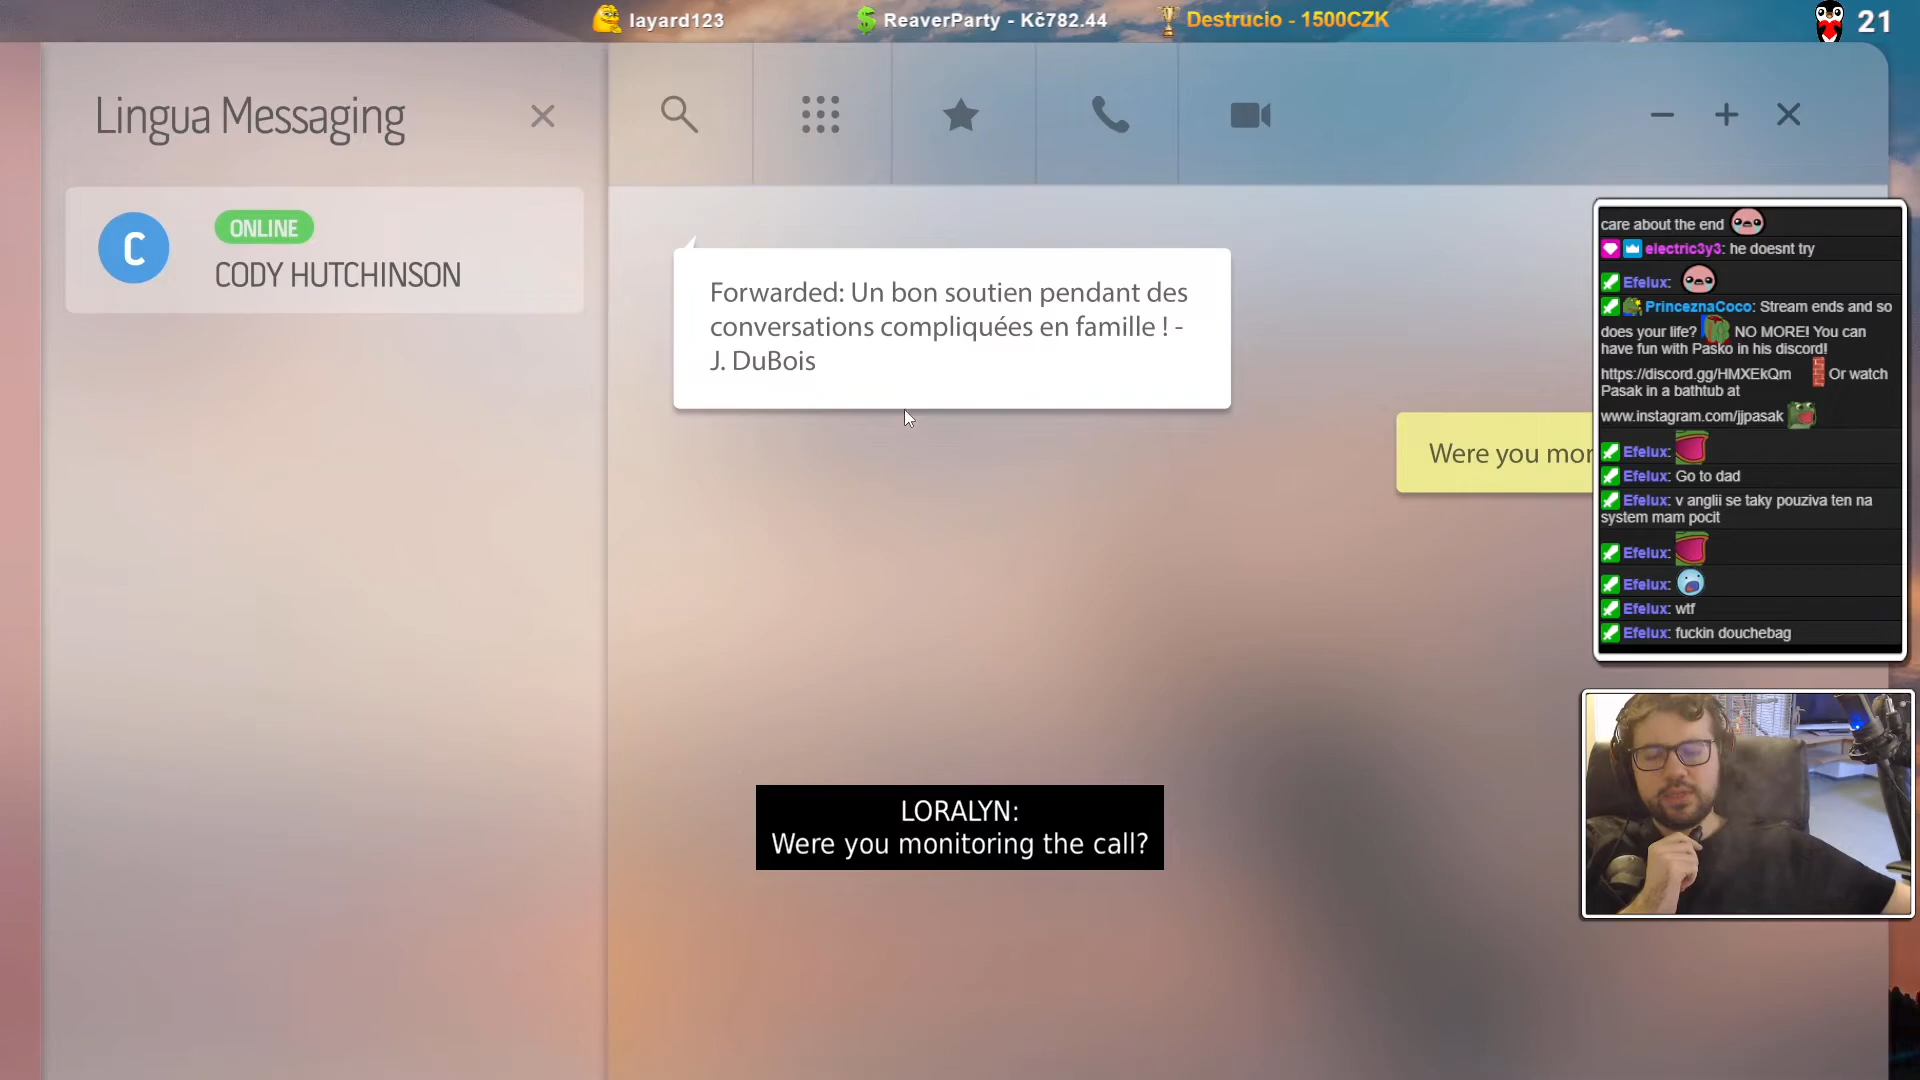 layard123
ReaverParty - Kč782.44
Destrucio - 1500CZK
21
Lingua Messaging
C
ONLINE
CODY HUTCHINSON
Forwarded: Un bon soutien pendant des
conversations compliquées en famille ! -
J. DuBois
Were you mor
LORALYN:
Were you monitoring the call?
care about the end
electric3y3: he doesnt try
Efelux:
PrinceznaCoco: Stream ends and so
does your life? NO MORE! You can
have fun with Pasko in his discord!
https://discord.gg/HMXEkQm Or watch
Pasak in a bathtub at
www.instagram.com/jjpasak
Efelux:
Efelux: Go to dad
Efelux: v anglii se taky pouziva ten na
system mam pocit
Efelux:
Efelux:
Efelux: wtf
Efelux: fuckin douchebag